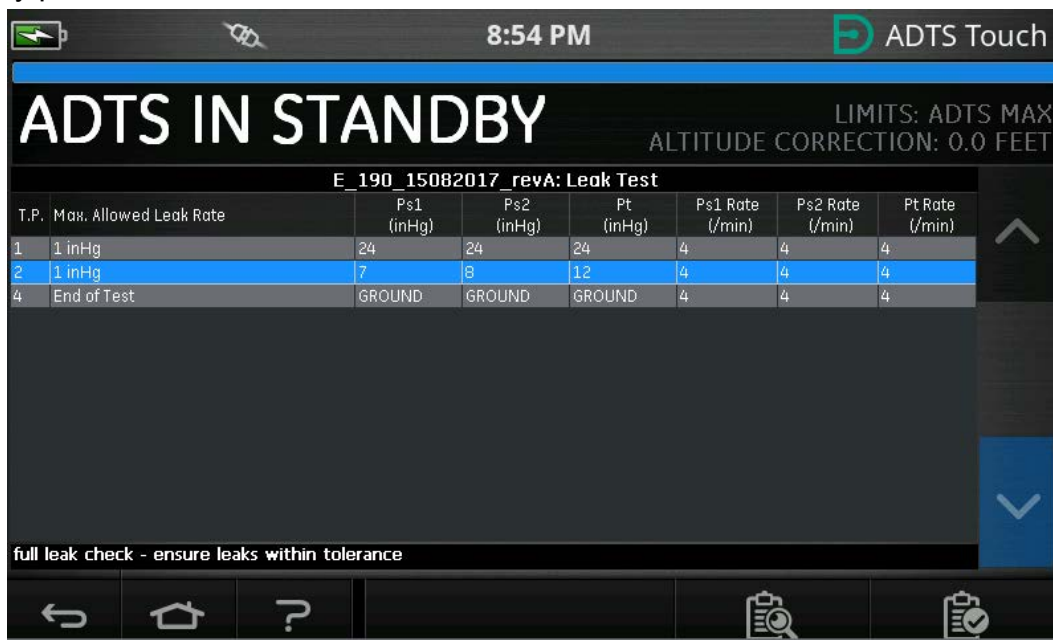 8:54 PM ADTS Touch
ADTS IN STANDBY
LIMITS: ADTS MAX
ALTITUDE CORRECTION: 0.0 FEET
E_190_15082017_revA: Leak Test
T.P. Max. Allowed Leak Rate Ps1 (inHg) Ps2 (inHg) Pt (inHg) Ps1 Rate (/min) Ps2 Rate (/min) Pt Rate (/min)
1 1 inHg 24 24 24 4 4 4
2 1 inHg 7 8 12 4 4 4
4 End of Test GROUND GROUND GROUND 4 4 4
full leak check - ensure leaks within tolerance
?